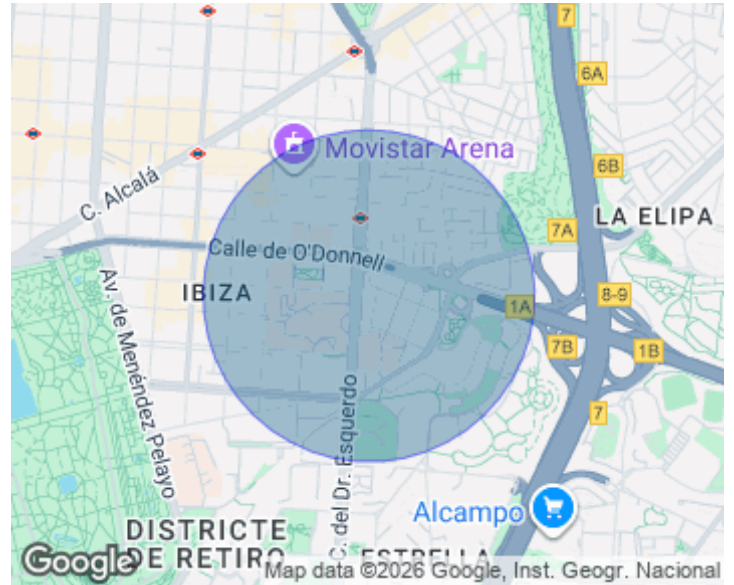 7
6A
Movistar Arena
6B
C. Alcalá
LA ELIPA
7A
Calle de O'Donnell
IBIZA
8-9
1A
Av. de Menéndez Pelayo
7B
1B
C. del Dr. Esquerdo
7
Alcampo
DISTRICTE
DE RETIRO
ESTRELLA
Google
Map data ©2026 Google, Inst. Geogr. Nacional